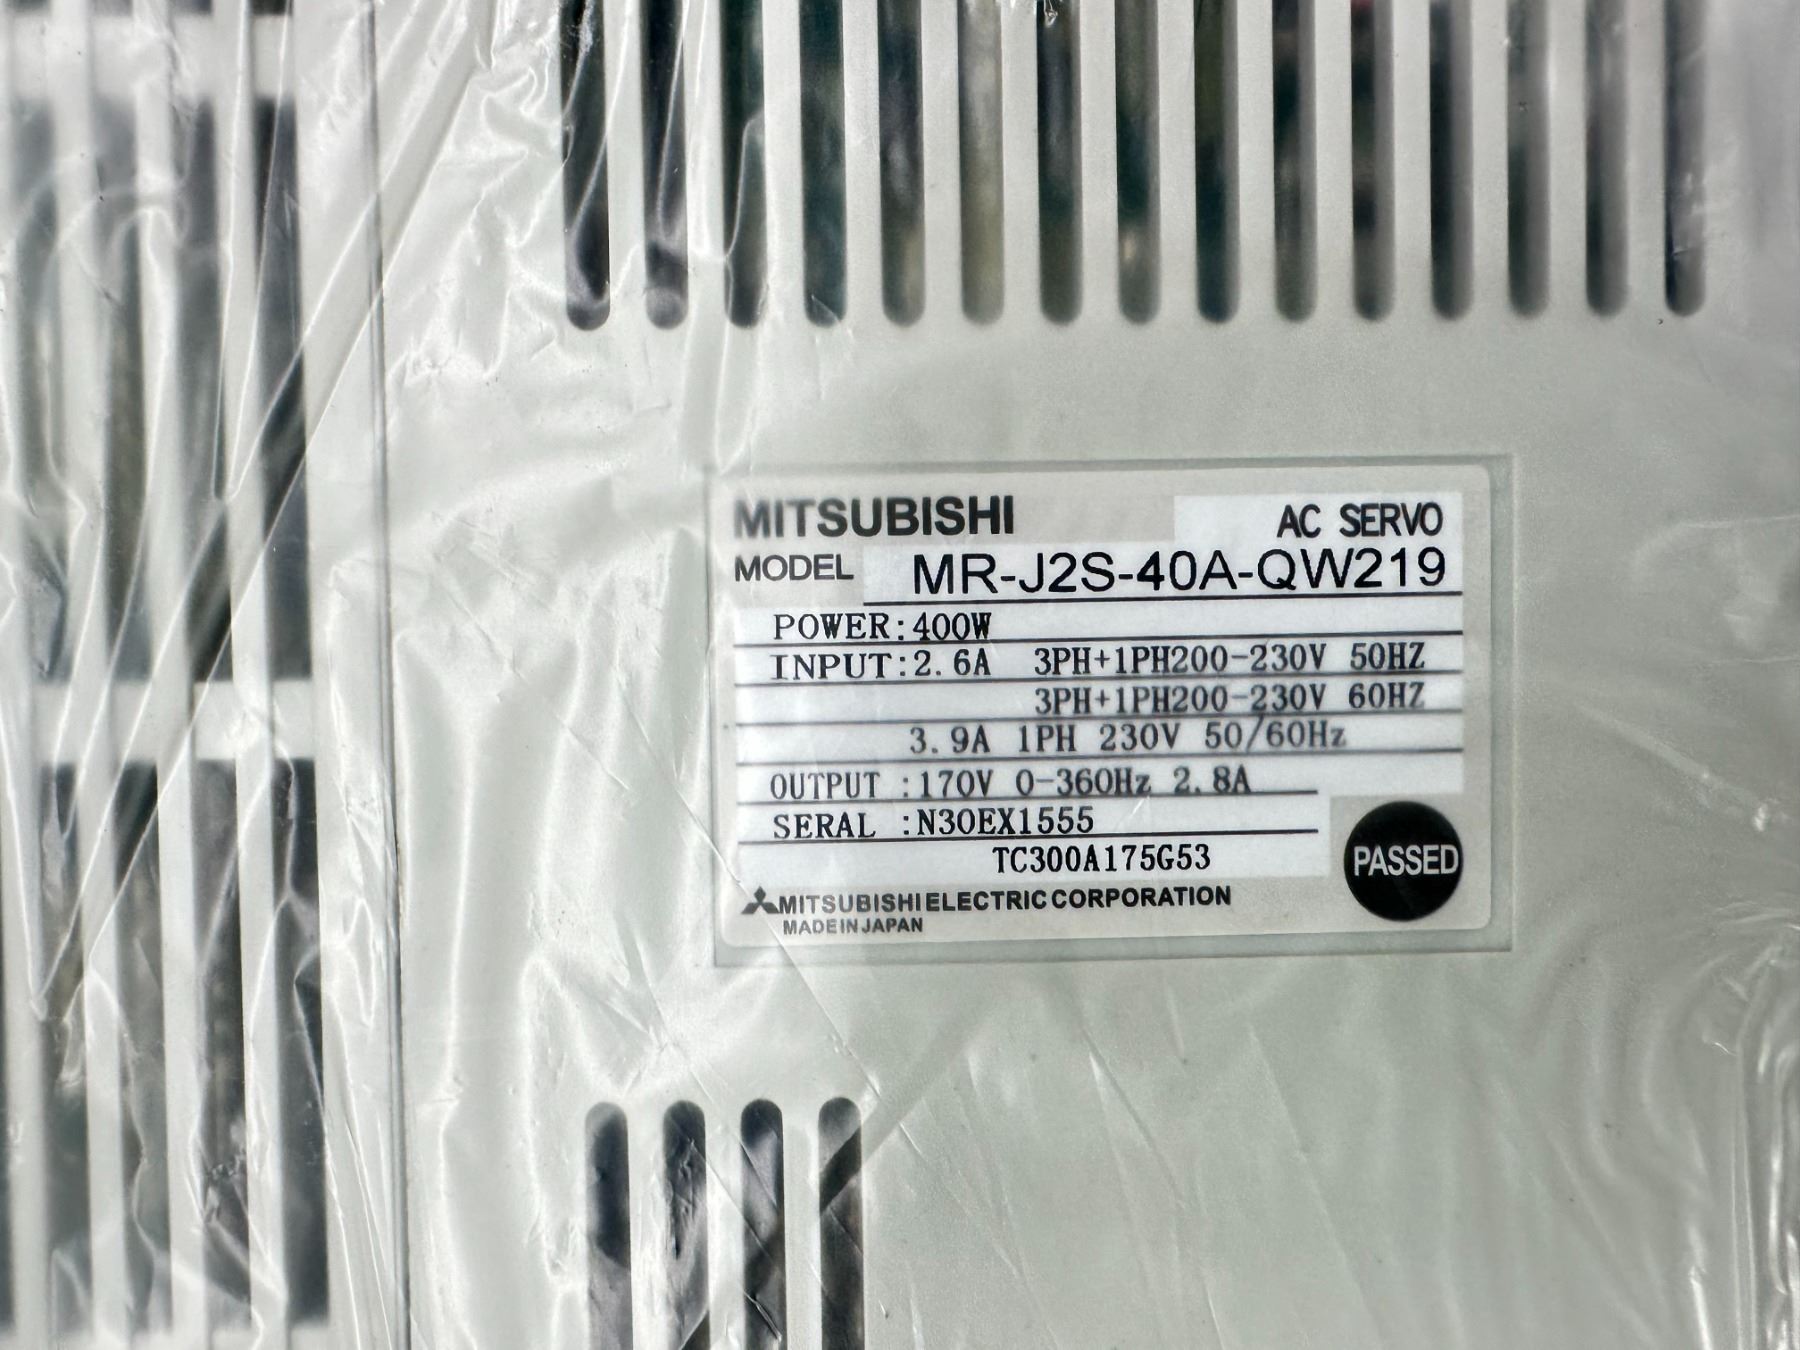 MITSUBISHI AC SERVO
MODEL MR-J2S-40A-QW219
POWER:400W
INPUT:2.6A 3PH+1PH200-230V 50HZ
3PH+1PH200-230V 60HZ
3.9A 1PH 230V 50/60Hz
OUTPUT :170V 0-360Hz 2.8A
SERAL :N30EX1555
TC300A175G53
PASSED
MITSUBISHI ELECTRIC CORPORATION
MADE IN JAPAN